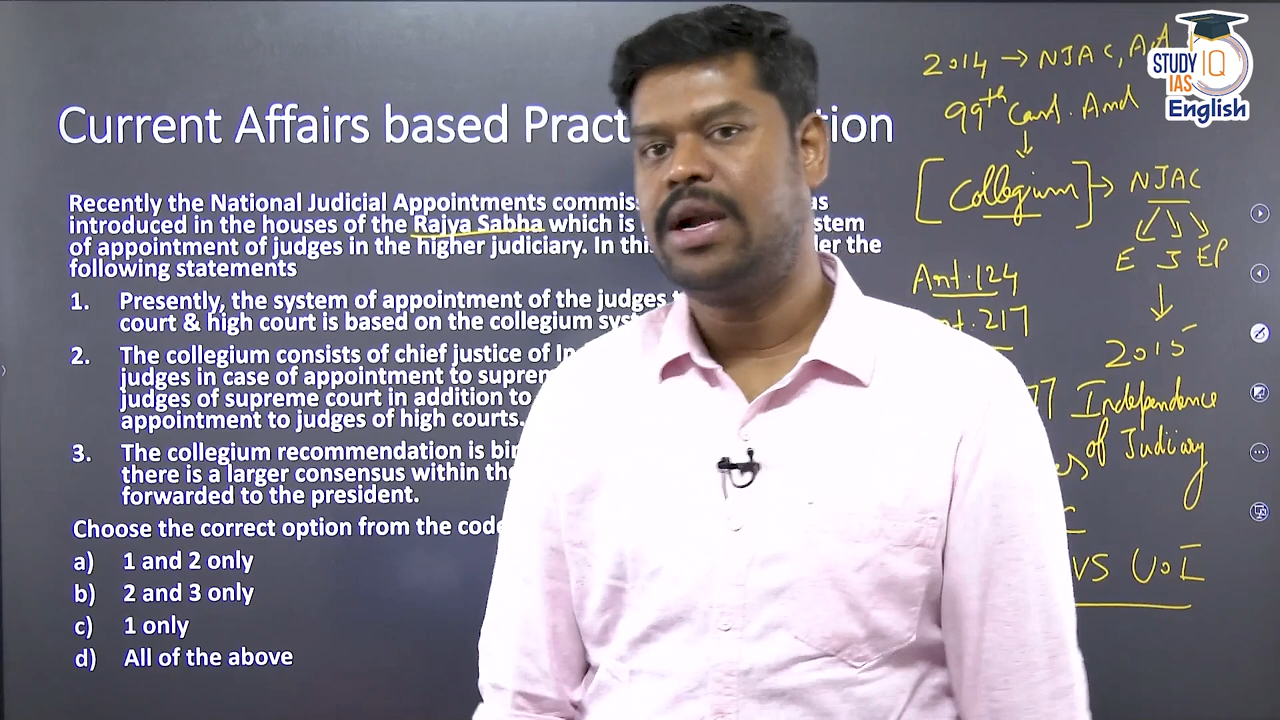 Current Affairs based Pract tion
Recently the National Judicial Appointments commis as
introduced in the houses of the Rajya Sabha which is stem
of appointment of judges in the higher judiciary. In thi der the
following statements
1. Presently, the system of appointment of the judges
court & high court is based on the collegium sys
2. The collegium consists of chief justice of In
judges in case of appointment to suprem
judges of supreme court in addition to
appointment to judges of high courts.
3. The collegium recommendation is bin
there is a larger consensus within the
forwarded to the president.
Choose the correct option from the code
a) 1 and 2 only
b) 2 and 3 only
c) 1 only
d) All of the above
2014 → NJAC, Act
99th Const. Amd
[Collegium] → NJAC
E J EP
Art.124
t.217
2015
Independence
of Judiciary
VS UoI
STUDY IQ
IAS
English